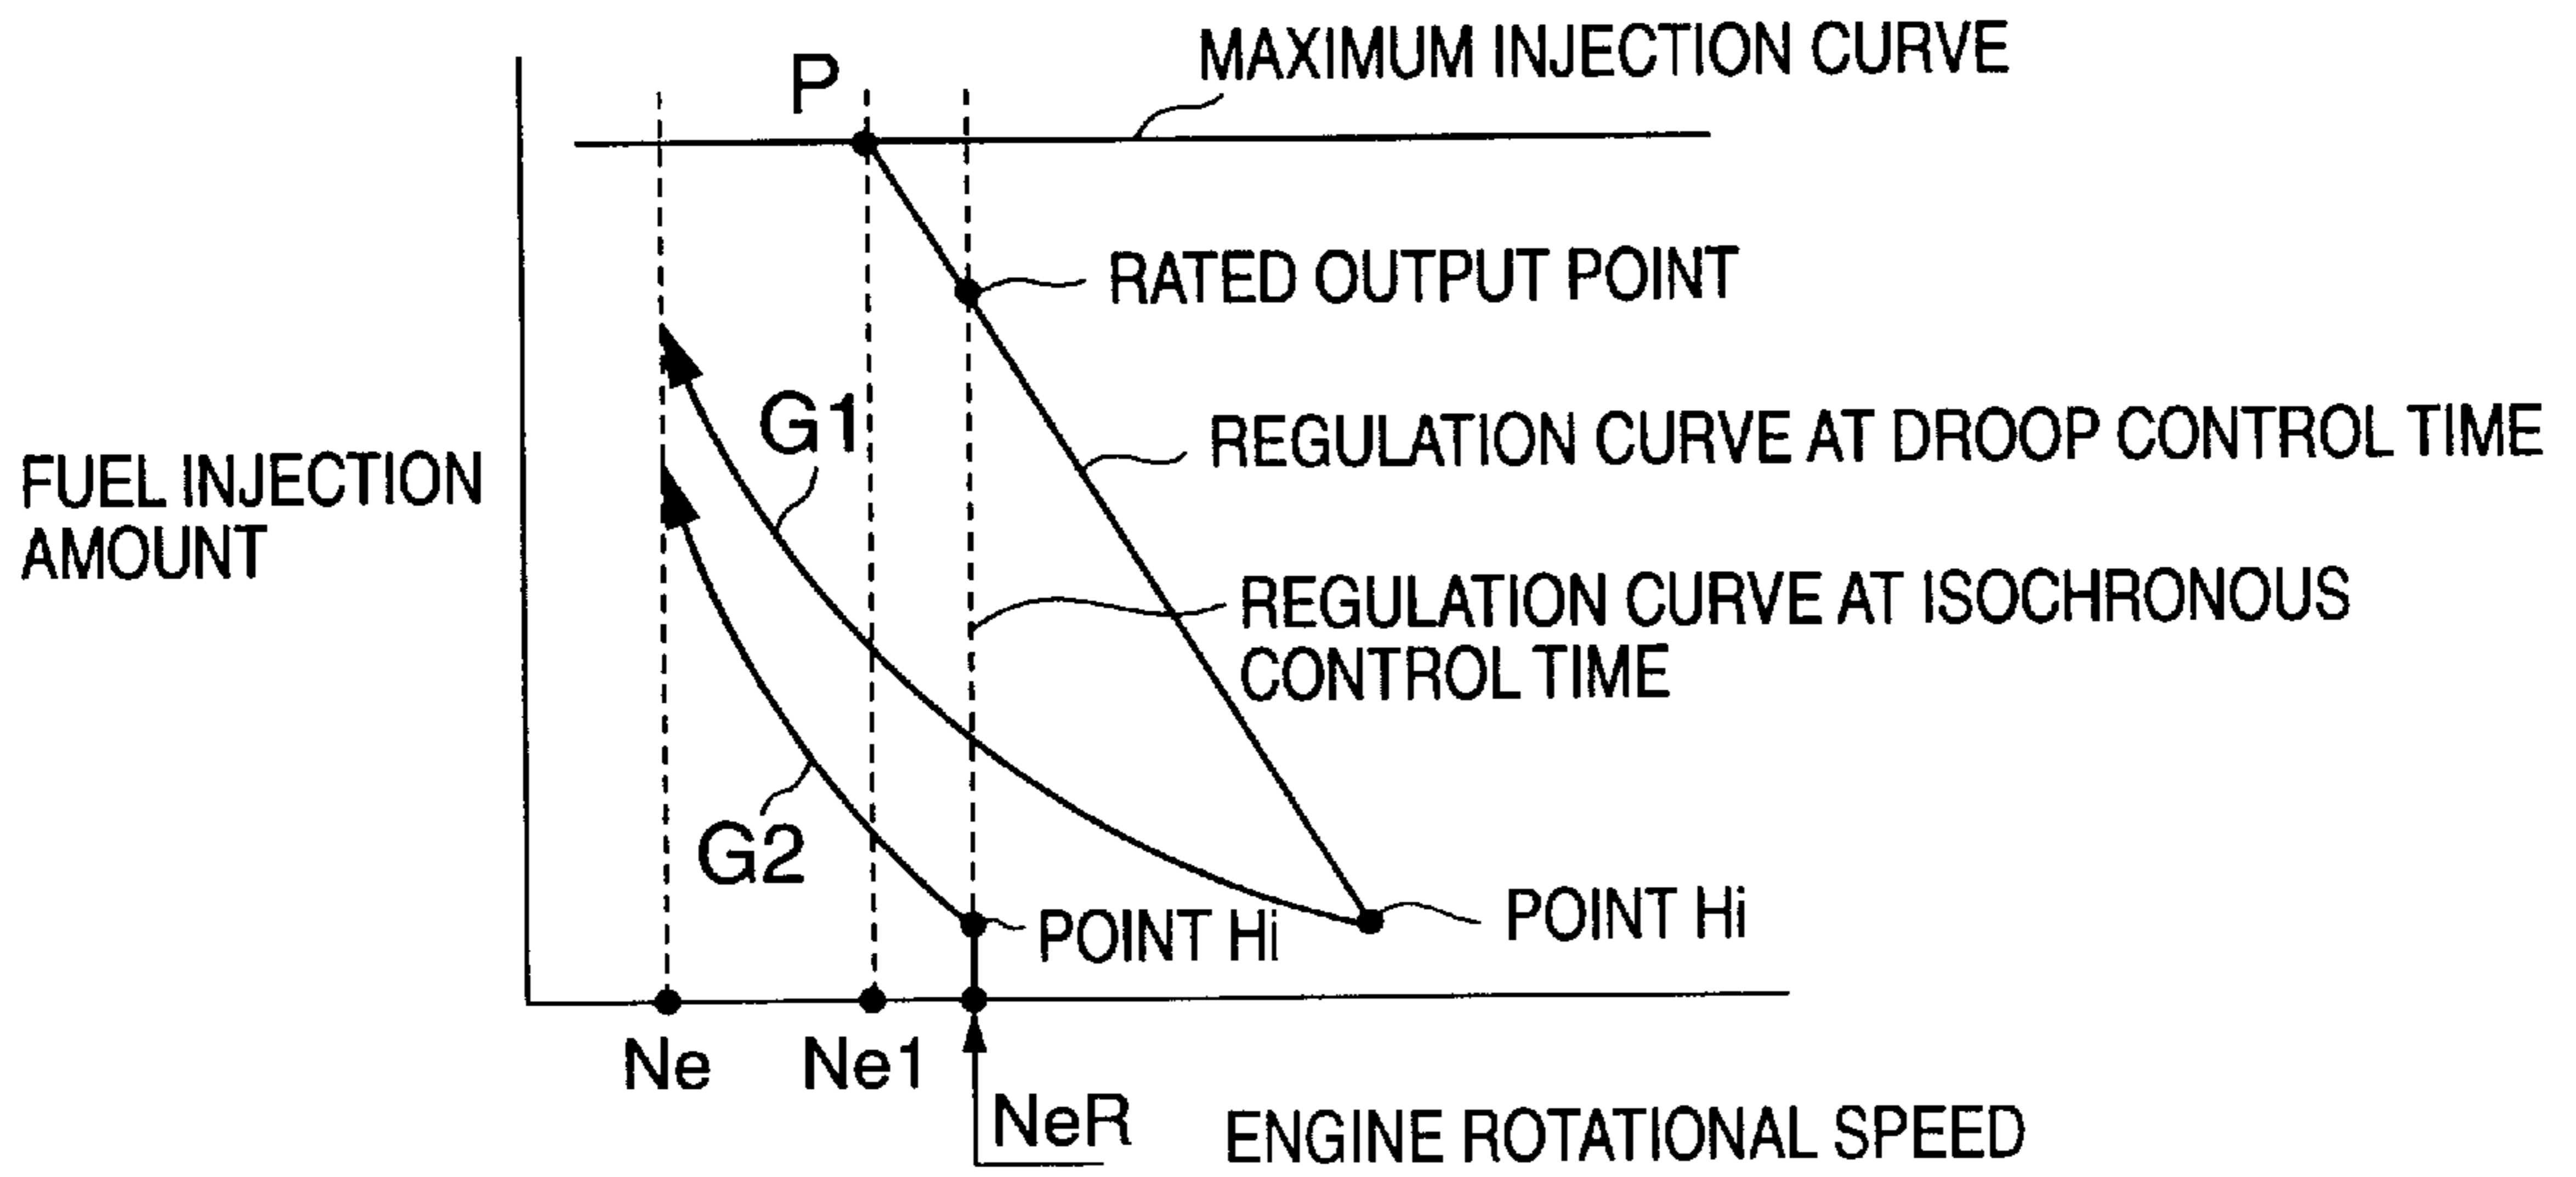 MAXIMUM INJECTION CURVE
P
RATED OUTPUT POINT
G1
REGULATION CURVE AT DROOP CONTROL TIME
FUEL INJECTION
AMOUNT
REGULATION CURVE AT ISOCHRONOUS
CONTROL TIME
G2
POINT Hi
POINT Hi
Ne
Ne1
NeR
ENGINE ROTATIONAL SPEED